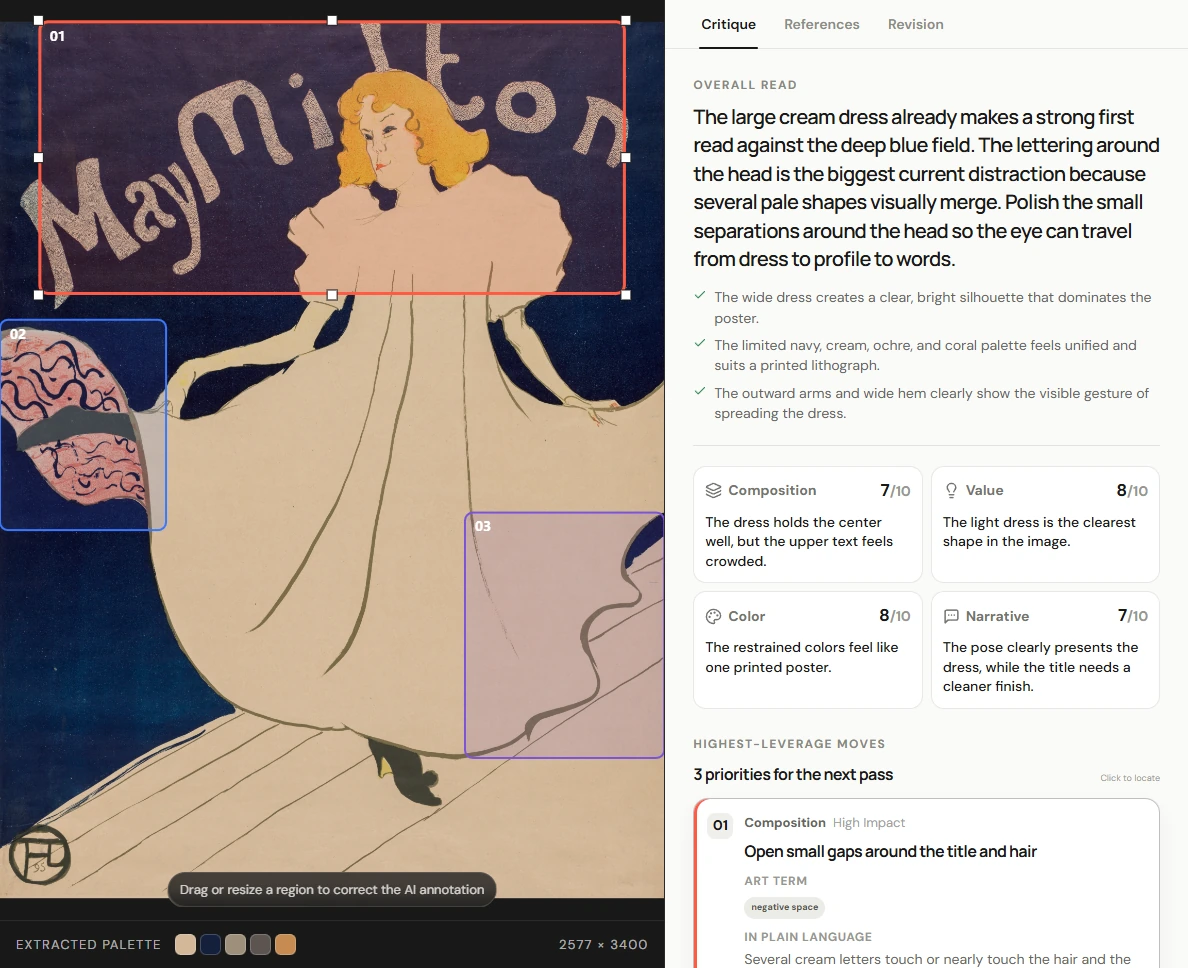 01
May Milton
02
03
HTL
95
Drag or resize a region to correct the AI annotation
EXTRACTED PALETTE
2577 × 3400
Critique
References
Revision
OVERALL READ
The large cream dress already makes a strong first
read against the deep blue field. The lettering around
the head is the biggest current distraction because
several pale shapes visually merge. Polish the small
separations around the head so the eye can travel
from dress to profile to words.
The wide dress creates a clear, bright silhouette that dominates the
poster.
The limited navy, cream, ochre, and coral palette feels unified and
suits a printed lithograph.
The outward arms and wide hem clearly show the visible gesture of
spreading the dress.
Composition 7/10
The dress holds the center
well, but the upper text feels
crowded.
Value 8/10
The light dress is the clearest
shape in the image.
Color 8/10
The restrained colors feel like
one printed poster.
Narrative 7/10
The pose clearly presents the
dress, while the title needs a
cleaner finish.
HIGHEST-LEVERAGE MOVES
3 priorities for the next pass
Click to locate
01
Composition High Impact
Open small gaps around the title and hair
ART TERM
negative space
IN PLAIN LANGUAGE
Several cream letters touch or nearly touch the hair and the